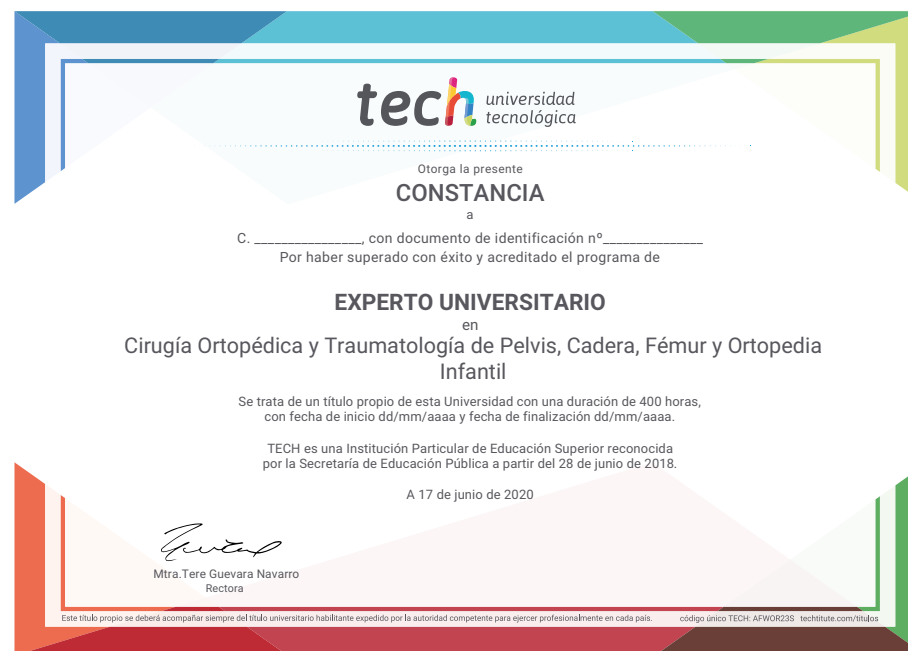 tech universidad
tecnológica
Otorga la presente
CONSTANCIA
a
C. ________________, con documento de identificación nº_______________
Por haber superado con éxito y acreditado el programa de
EXPERTO UNIVERSITARIO
en
Cirugía Ortopédica y Traumatología de Pelvis, Cadera, Fémur y Ortopedia
Infantil
Se trata de un título propio de esta Universidad con una duración de 400 horas,
con fecha de inicio dd/mm/aaaa y fecha de finalización dd/mm/aaaa.
TECH es una Institución Particular de Educación Superior reconocida
por la Secretaría de Educación Pública a partir del 28 de junio de 2018.
A 17 de junio de 2020
Mtra.Tere Guevara Navarro
Rectora
Este título propio se deberá acompañar siempre del título universitario habilitante expedido por la autoridad competente para ejercer profesionalmente en cada país. código único TECH: AFWOR23S techtitute.com/titulos